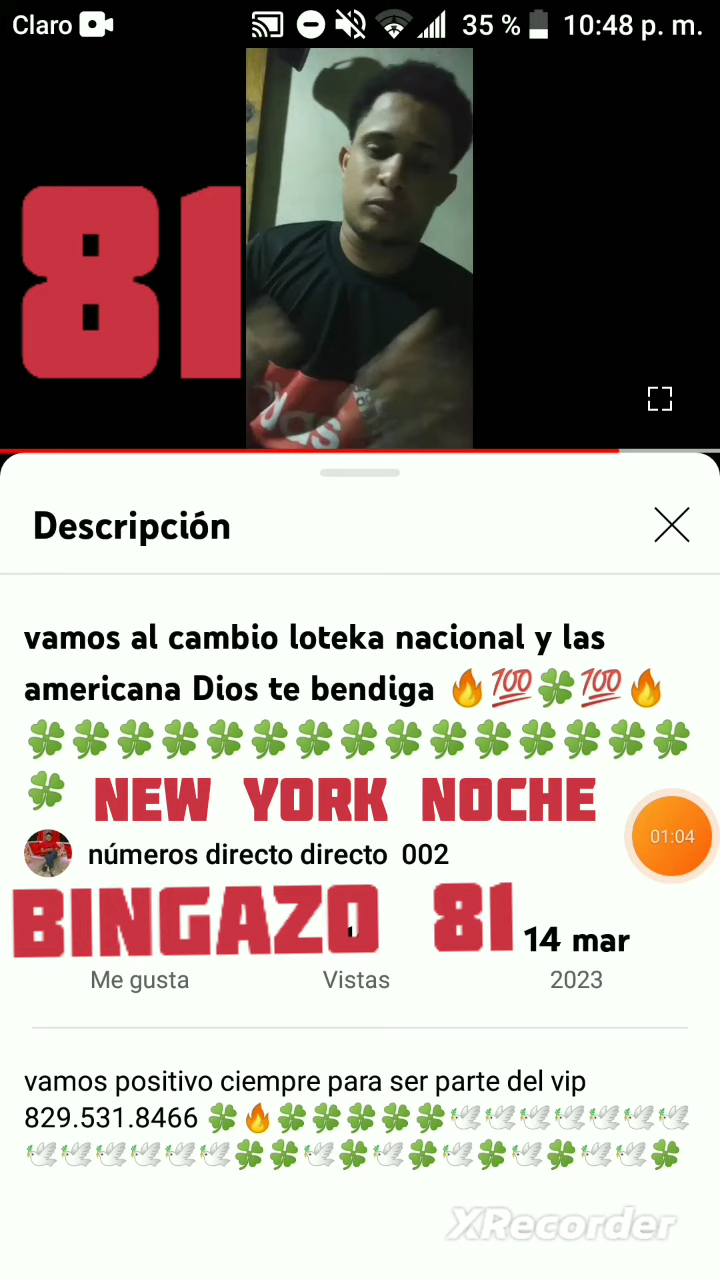 Claro
35 %
10:48 p. m.
81
Descripción
vamos al cambio loteka nacional y las
americana Dios te bendiga 🔥💯🍀💯🔥
🍀🍀🍀🍀🍀🍀🍀🍀🍀🍀🍀🍀🍀🍀🍀
🍀 NEW YORK NOCHE
01:04
números directo directo 002
BINGAZO 81
14 mar
Me gusta
Vistas
2023
vamos positivo ciempre para ser parte del vip
829.531.8466 🍀🔥🍀🍀🍀🍀🍀🕊️🕊️🕊️🕊️🕊️🕊️🕊️
🕊️🕊️🕊️🕊️🕊️🕊️🍀🍀🕊️🍀🕊️🍀🕊️🍀🕊️🍀🕊️🕊️🍀
XRecorder